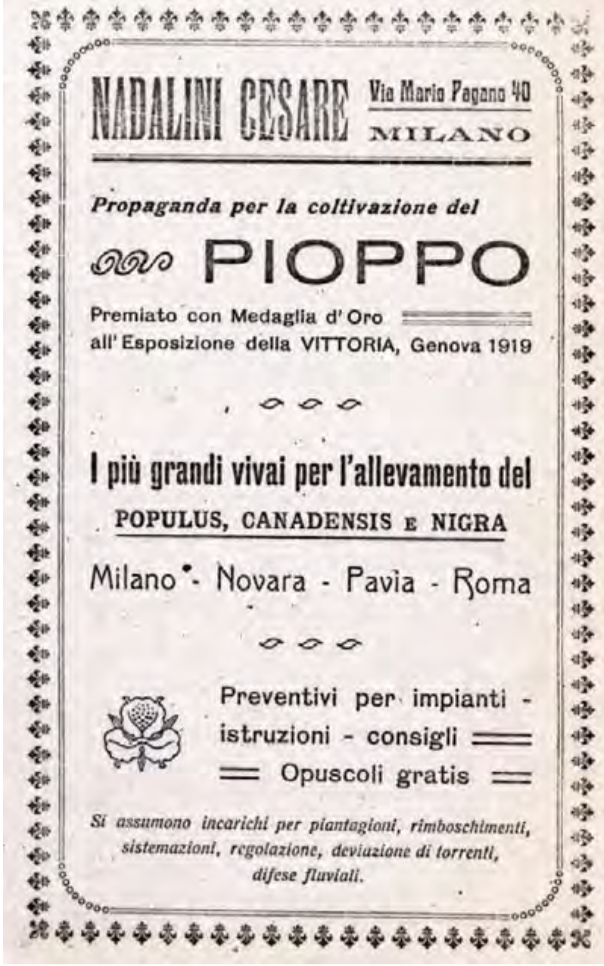 NADALINI CESARE Via Mario Pagano 40
MILANO
Propaganda per la coltivazione del
PIOPPO
Premiato con Medaglia d'Oro
all'Esposizione della VITTORIA, Genova 1919
I più grandi vivai per l'allevamento del
POPULUS, CANADENSIS E NIGRA
Milano - Novara - Pavia - Roma
Preventivi per impianti -
istruzioni - consigli
Opuscoli gratis
Si assumono incarichi per piantagioni, rimboschimenti,
sistemazioni, regolazione, deviazione di torrenti,
difese fluviali.